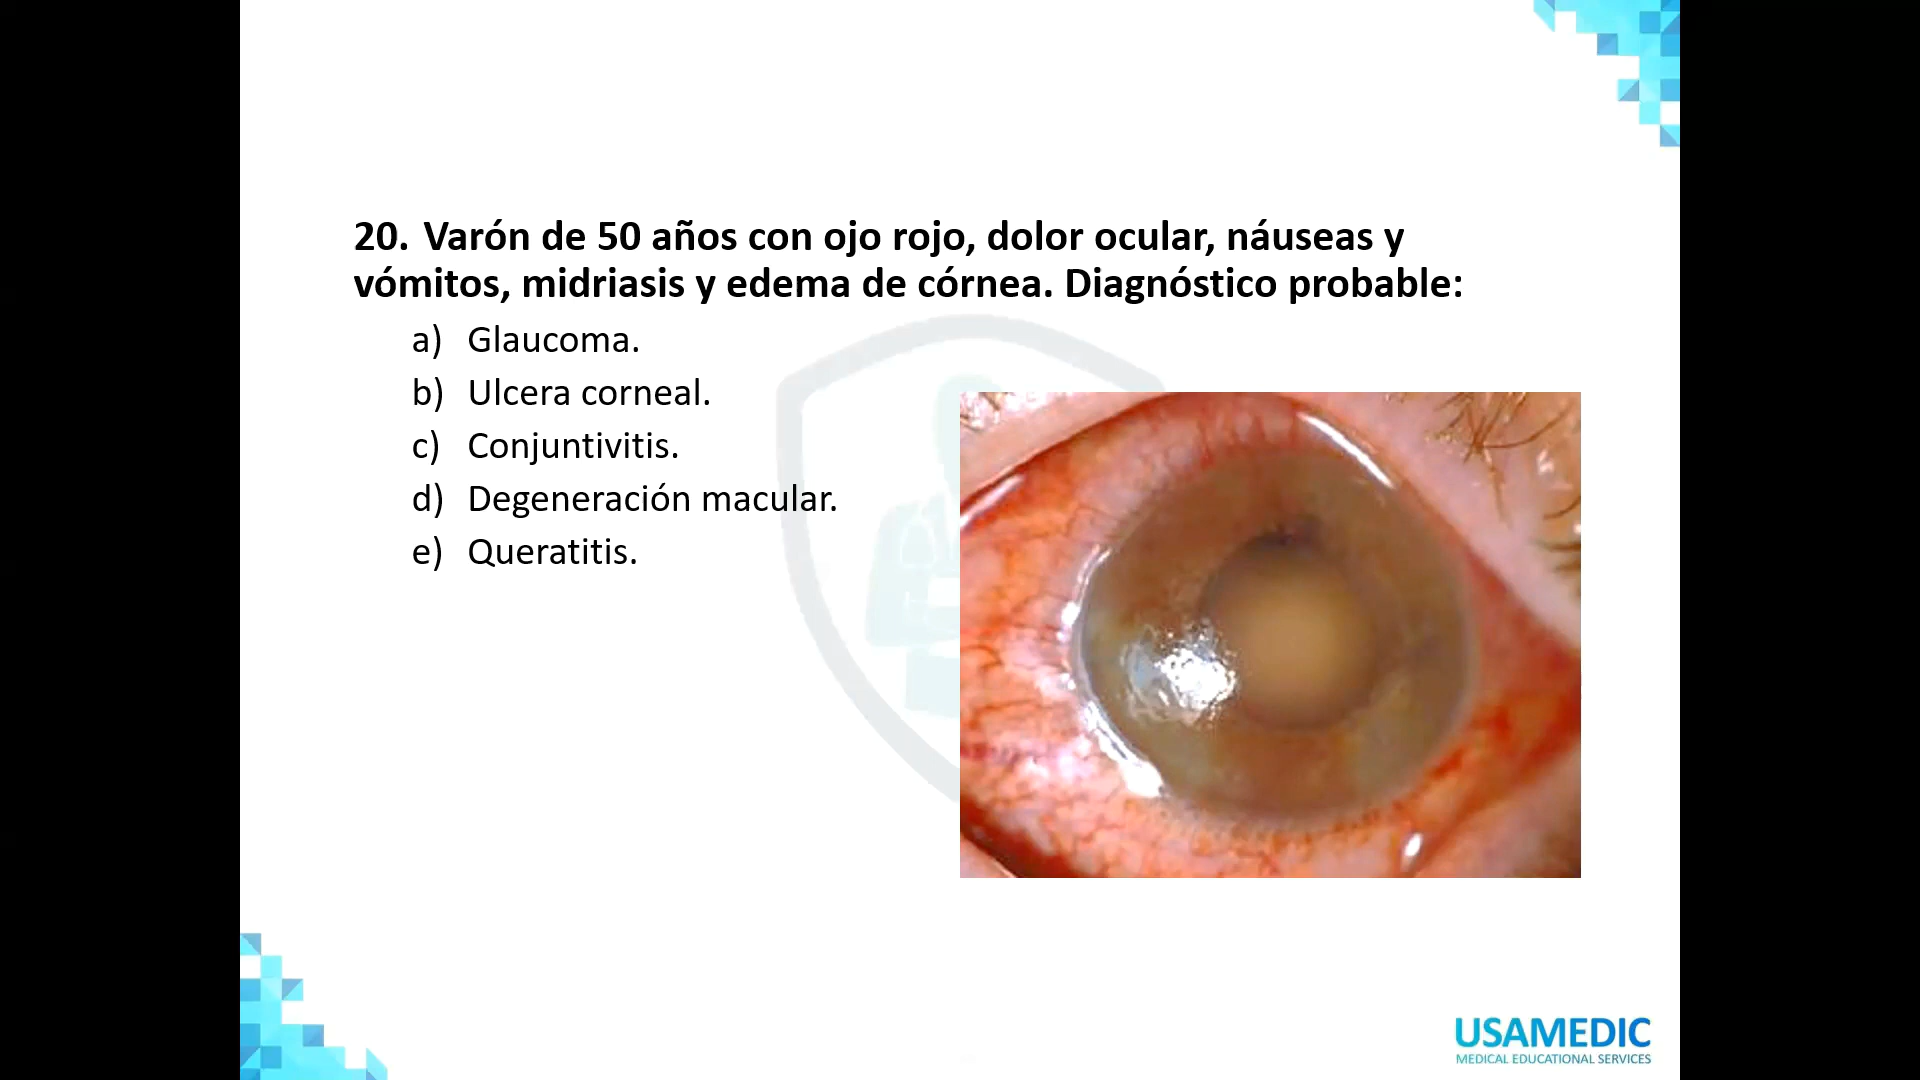 20. Varón de 50 años con ojo rojo, dolor ocular, náuseas y
vómitos, midriasis y edema de córnea. Diagnóstico probable:
a) Glaucoma.
b) Ulcera corneal.
c) Conjuntivitis.
d) Degeneración macular.
e) Queratitis.
USAMEDIC
MEDICAL EDUCATIONAL SERVICES